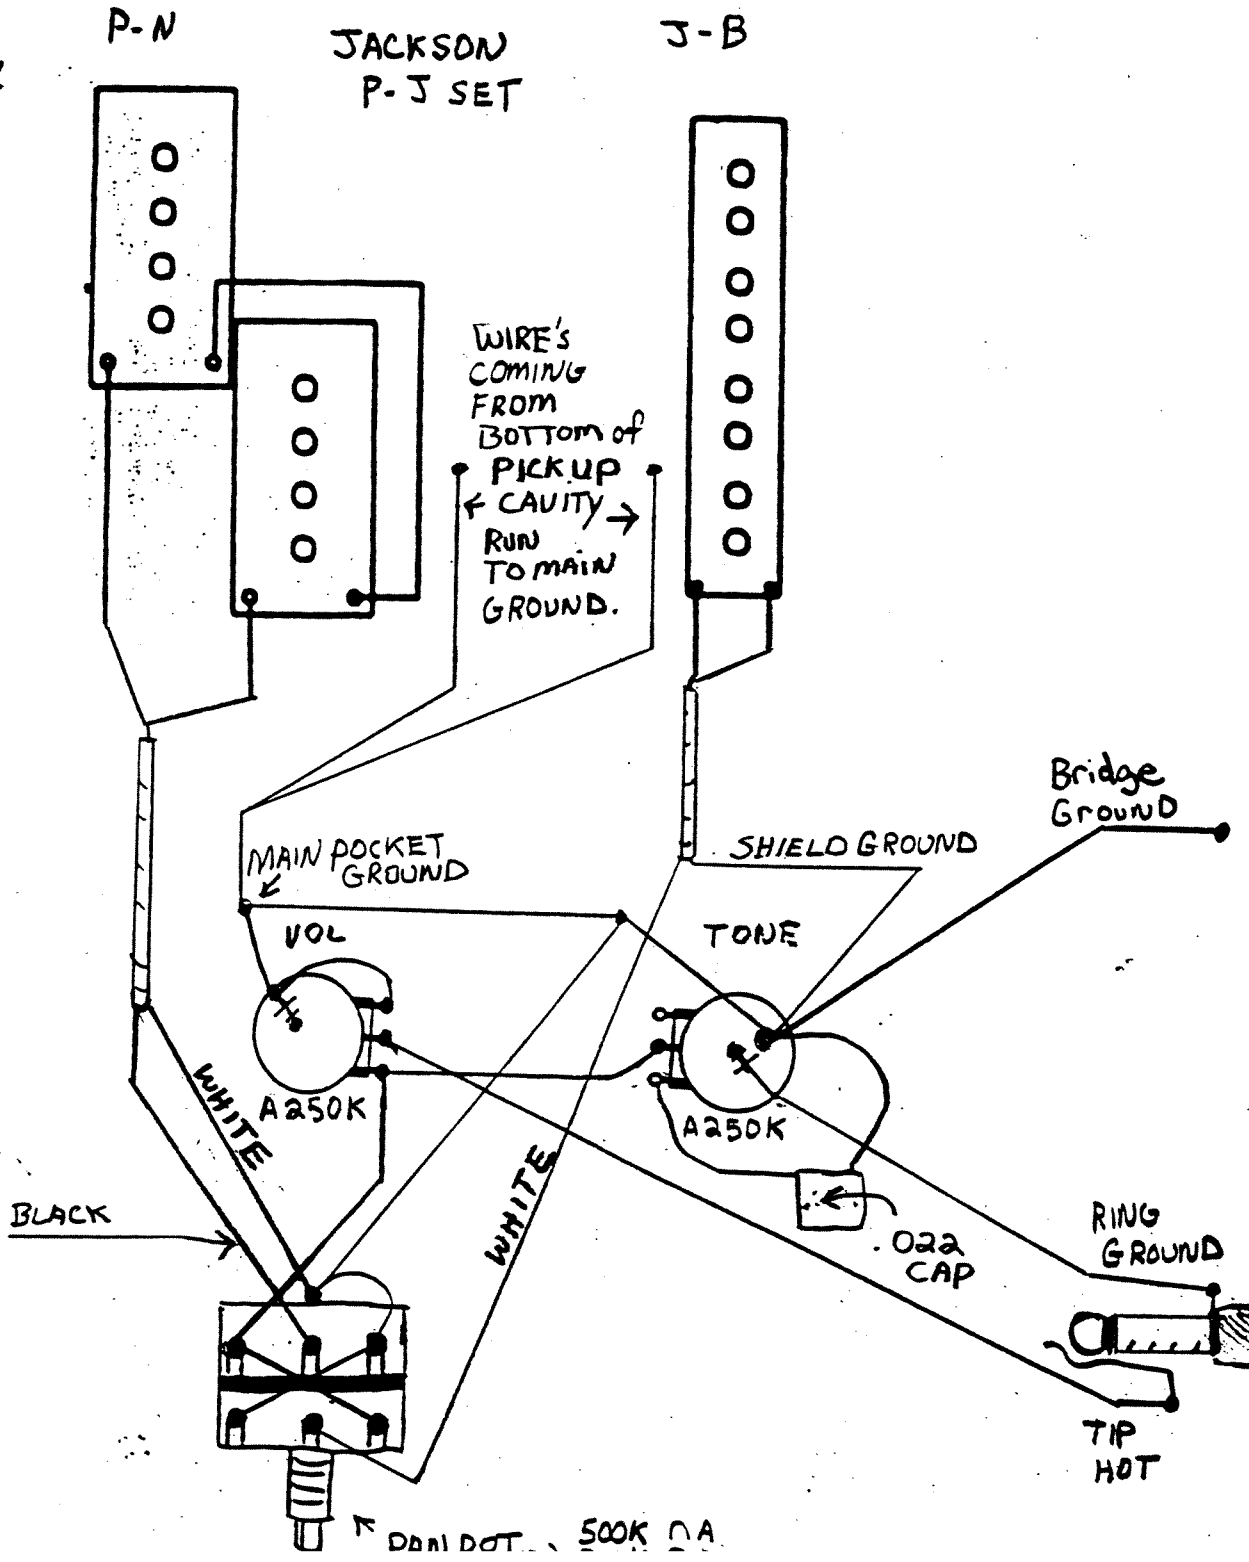 P-N
JACKSON
P-J SET
J-B
WIRE'S
COMING
FROM
BOTTOM of
PICKUP
CAVITY
RUN
TO MAIN
GROUND.
Bridge
GROUND
MAIN POCKET
GROUND
SHIELD GROUND
VOL
TONE
A250K
A250K
WHITE
WHITE
BLACK
.022
CAP
RING
GROUND
TIP
HOT
500K